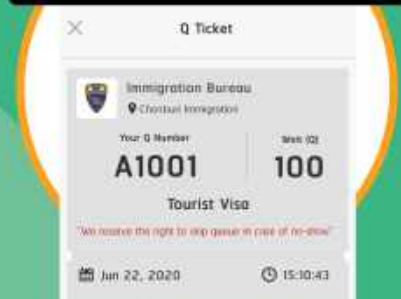 Q Ticket
Immigration Bureau
Chonburi Immigration
Your Q Number
Wait (Q)
A1001
100
Tourist Visa
"We reserve the right to skip queue in case of no-show"
Jun 22, 2020
15:10:43